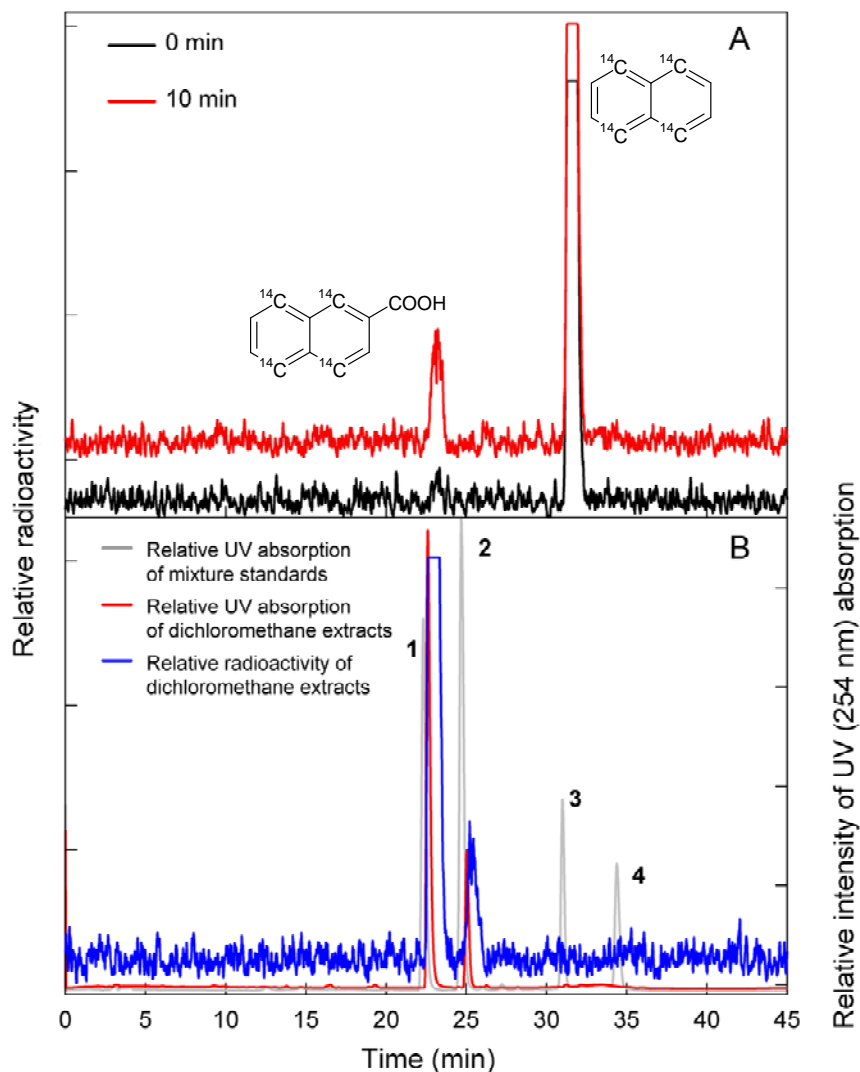 A
0 min
10 min
14C 14C
14C 14C
14C 14C COOH
14C 14C
Relative radioactivity
B
Relative UV absorption
of mixture standards
Relative UV absorption
of dichloromethane extracts
Relative radioactivity of
dichloromethane extracts
1
2
3
4
Relative intensity of UV (254 nm) absorption
0 5 10 15 20 25 30 35 40 45
Time (min)